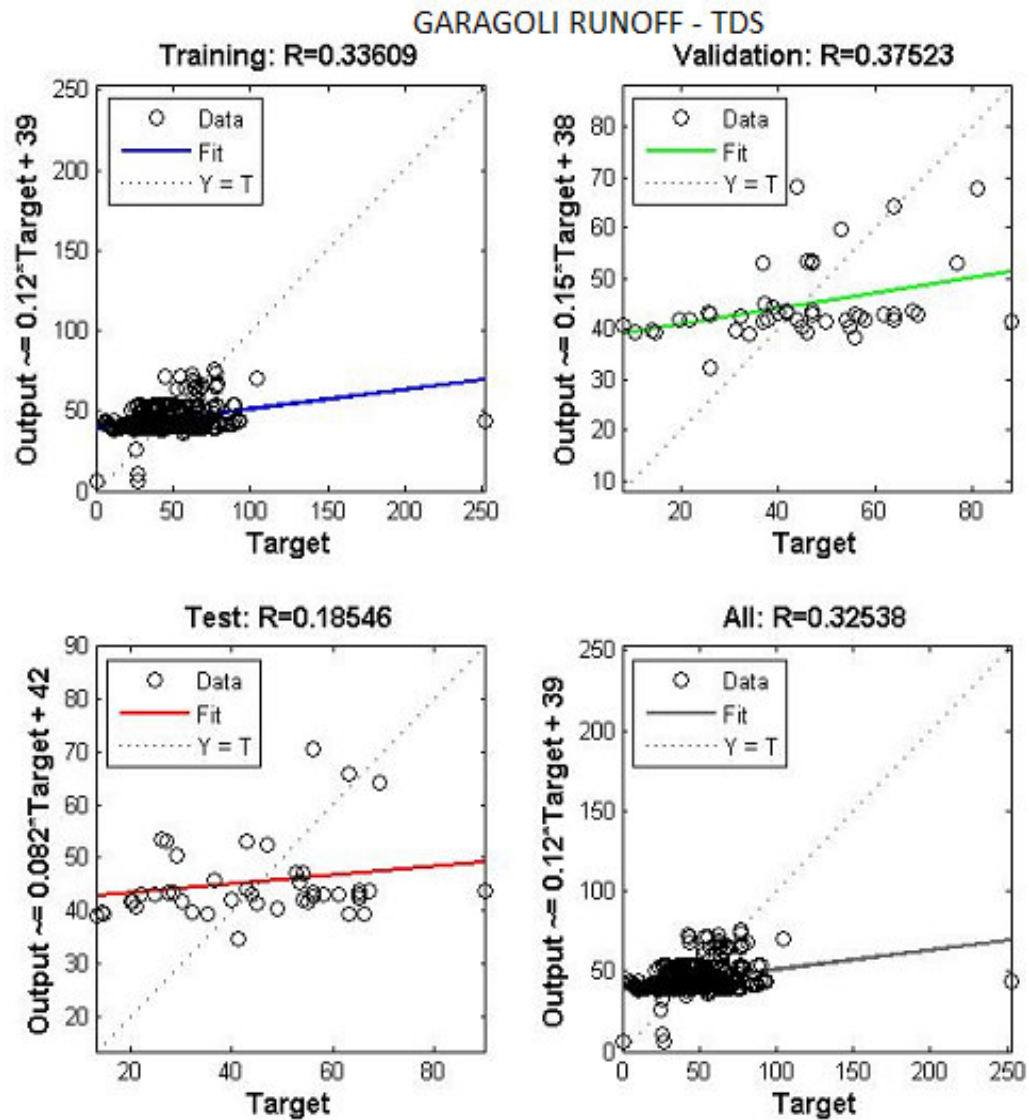 GARAGOLI RUNOFF - TDS
Training: R=0.33609
Output ~= 0.12*Target + 39
250
200
150
100
50
0
Data
Fit
Y = T
0 50 100 150 200 250
Target
Validation: R=0.37523
Output ~= 0.15*Target + 38
80
70
60
50
40
30
20
10
Data
Fit
Y = T
20 40 60 80
Target
Test: R=0.18546
Output ~= 0.082*Target + 42
90
80
70
60
50
40
30
20
Data
Fit
Y = T
20 40 60 80
Target
All: R=0.32538
Output ~= 0.12*Target + 39
250
200
150
100
50
0
Data
Fit
Y = T
0 50 100 150 200 250
Target